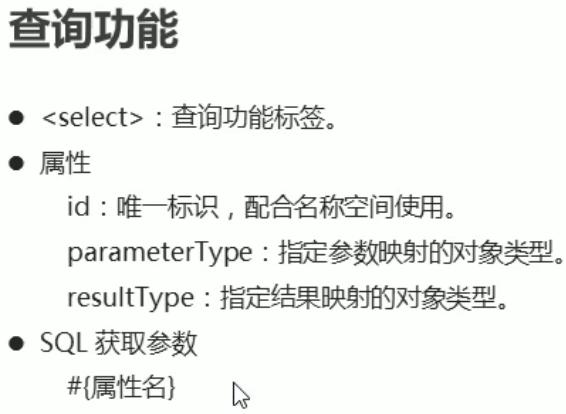 查询功能
● <select>：查询功能标签。
● 属性
id：唯一标识，配合名称空间使用。
parameterType：指定参数映射的对象类型。
resultType：指定结果映射的对象类型。
● SQL 获取参数
#{属性名}